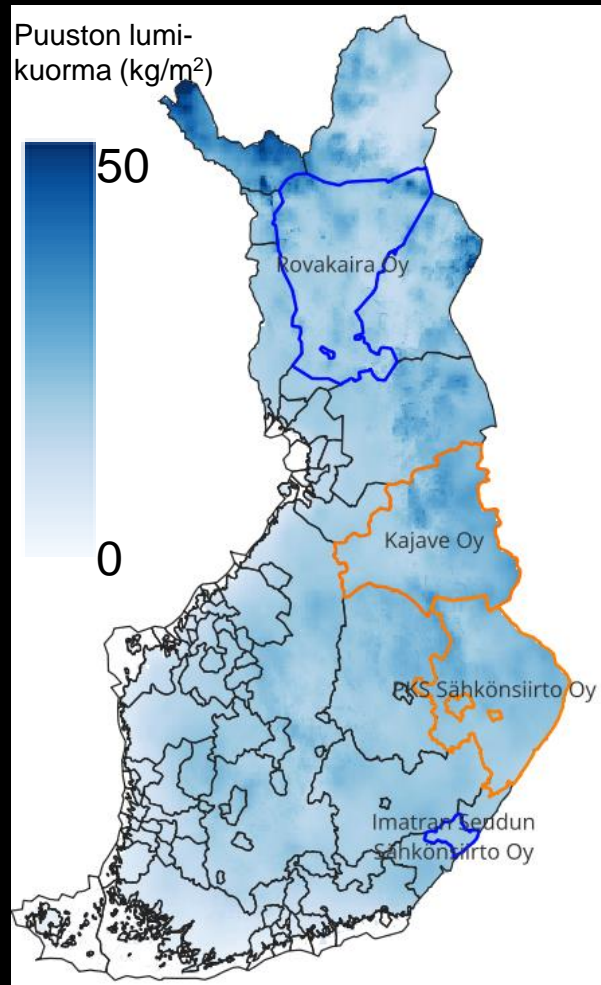 Puuston lumi-
kuorma (kg/m²)
50
0
Rovakaira Oy
Kajave Oy
PKS Sähkönsiirto Oy
Imatran Seudun
Sähkönsiirto Oy